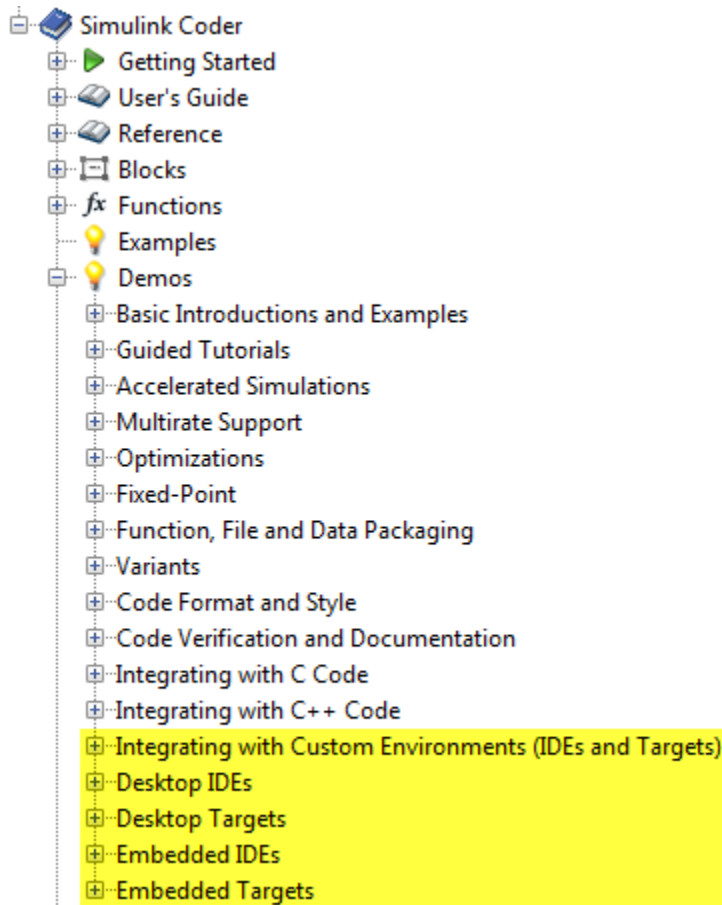 Simulink Coder
Getting Started
User's Guide
Reference
Blocks
fx Functions
Examples
Demos
Basic Introductions and Examples
Guided Tutorials
Accelerated Simulations
Multirate Support
Optimizations
Fixed-Point
Function, File and Data Packaging
Variants
Code Format and Style
Code Verification and Documentation
Integrating with C Code
Integrating with C++ Code
Integrating with Custom Environments (IDEs and Targets)
Desktop IDEs
Desktop Targets
Embedded IDEs
Embedded Targets